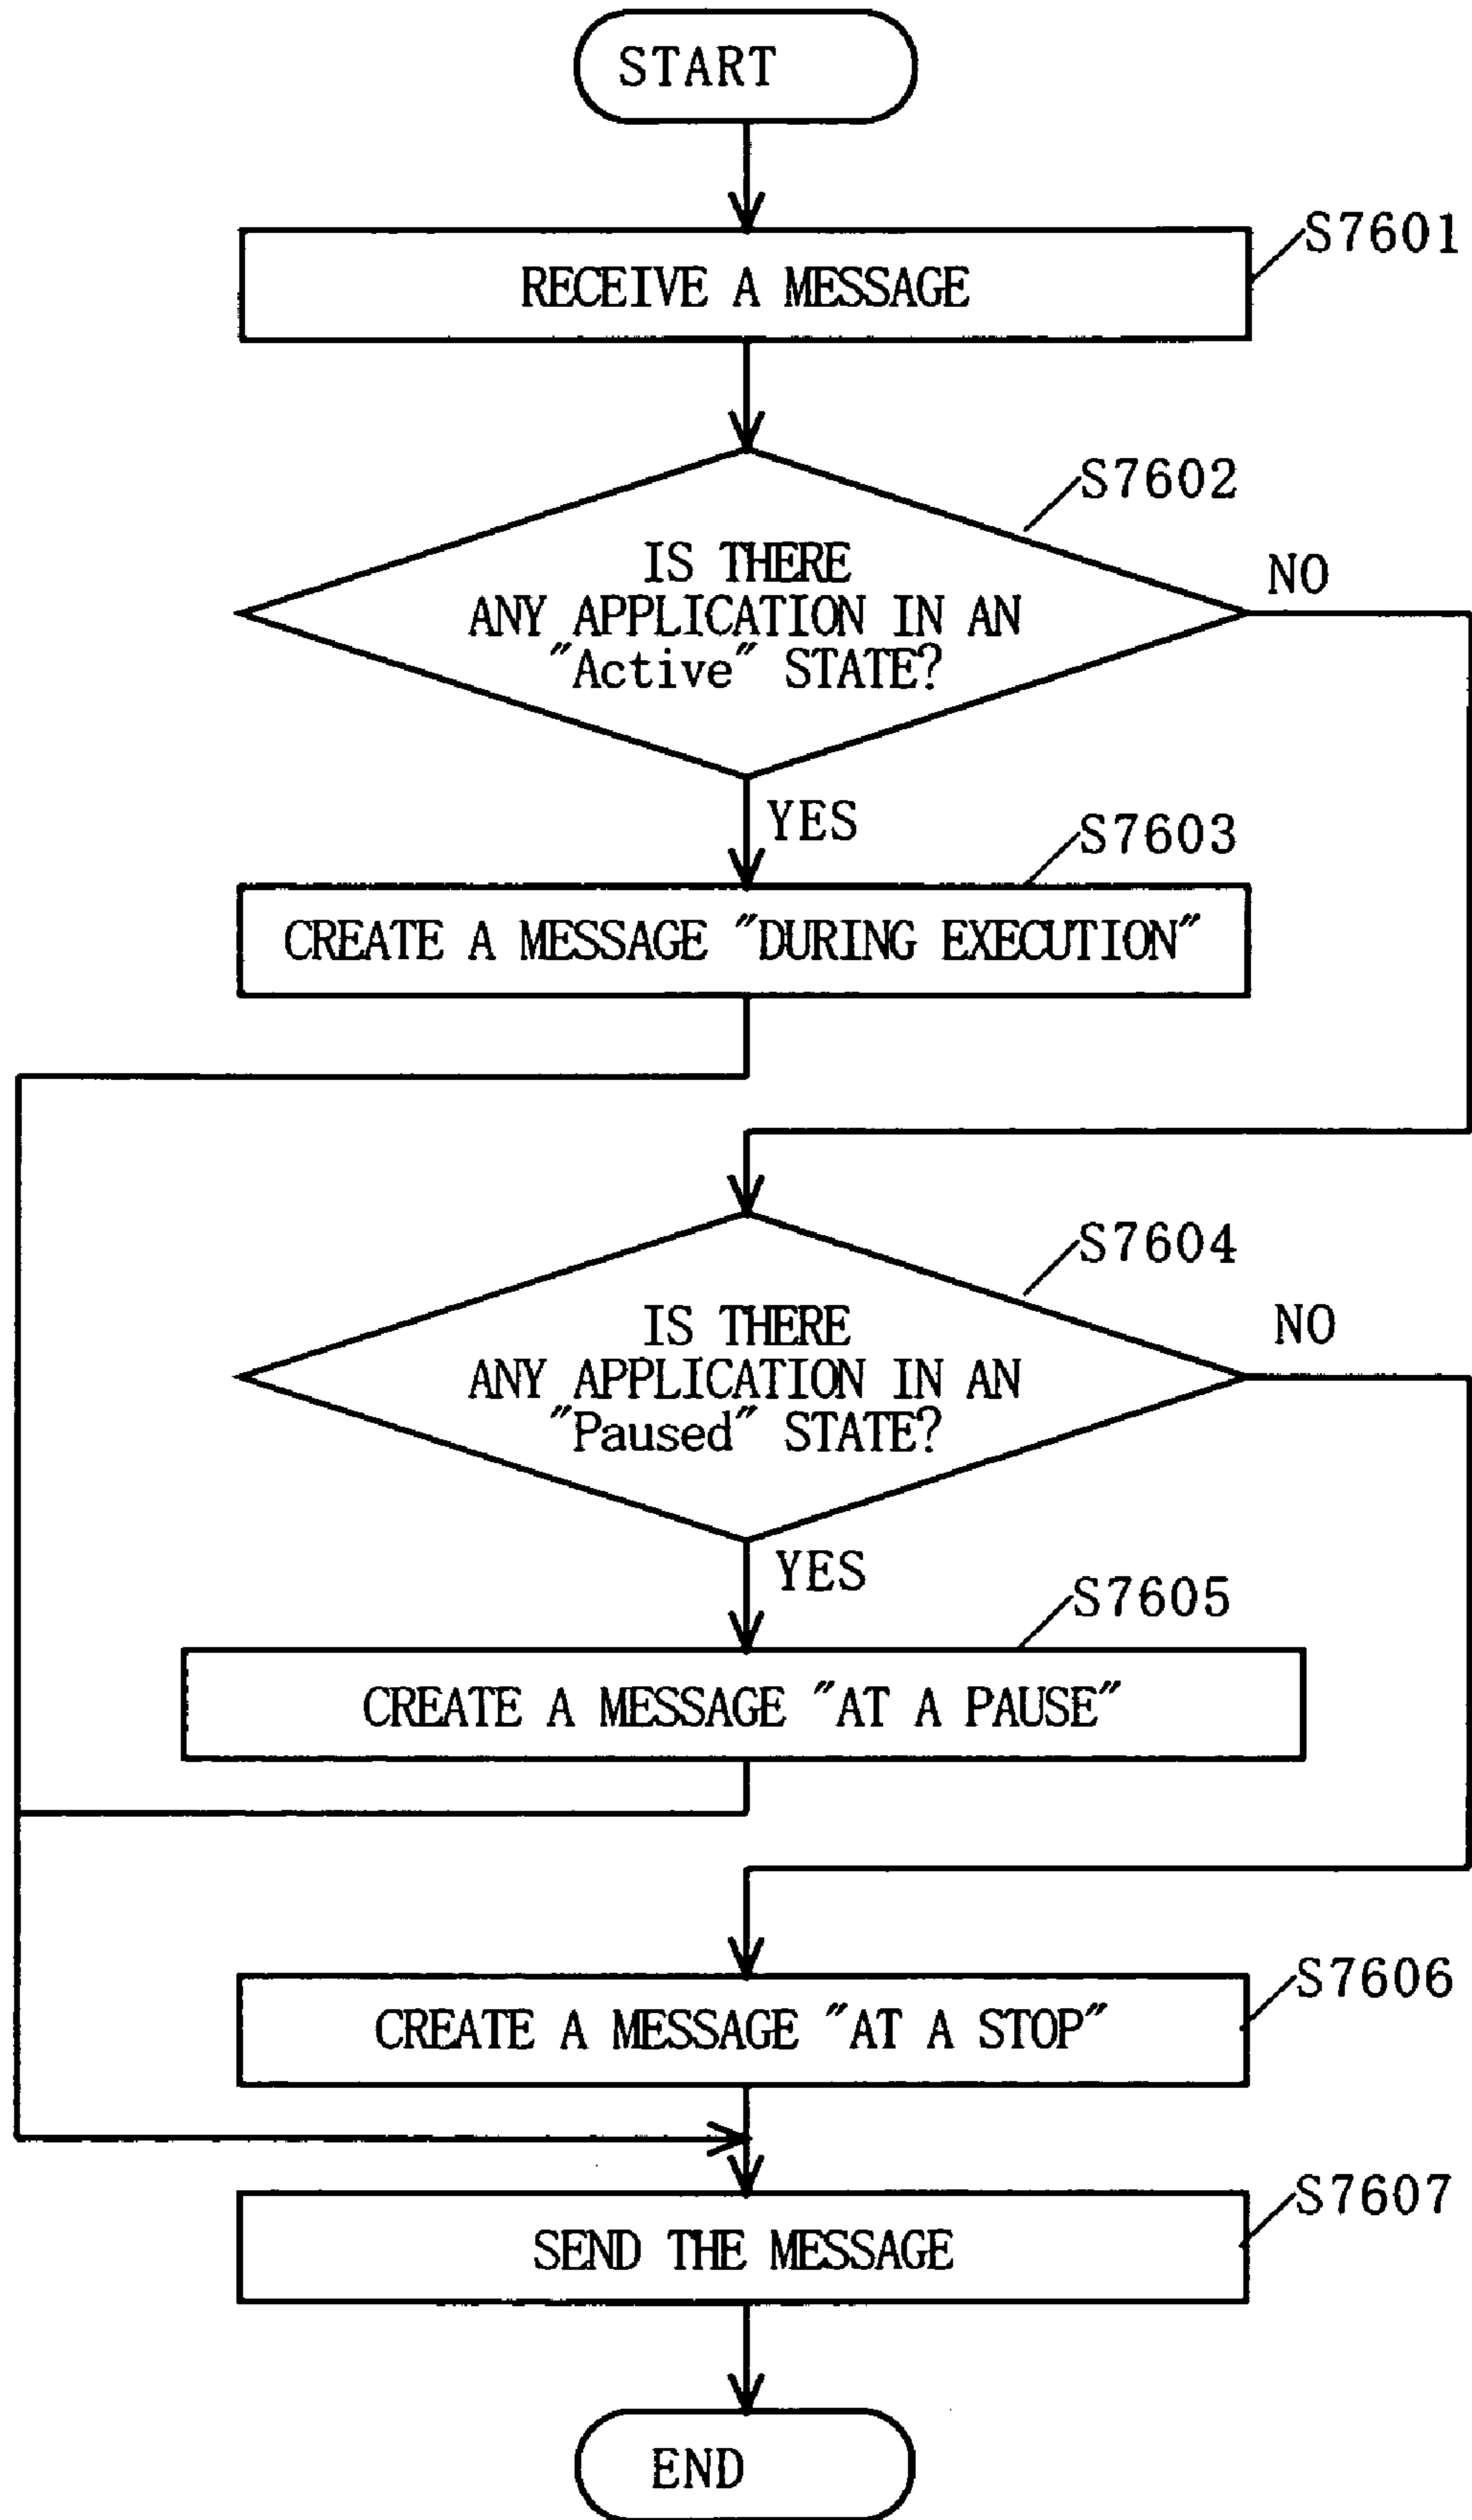 START
S7601
RECEIVE A MESSAGE
S7602
IS THERE
ANY APPLICATION IN AN
"Active" STATE?
NO
YES
S7603
CREATE A MESSAGE "DURING EXECUTION"
S7604
IS THERE
ANY APPLICATION IN AN
"Paused" STATE?
NO
YES
S7605
CREATE A MESSAGE "AT A PAUSE"
S7606
CREATE A MESSAGE "AT A STOP"
S7607
SEND THE MESSAGE
END